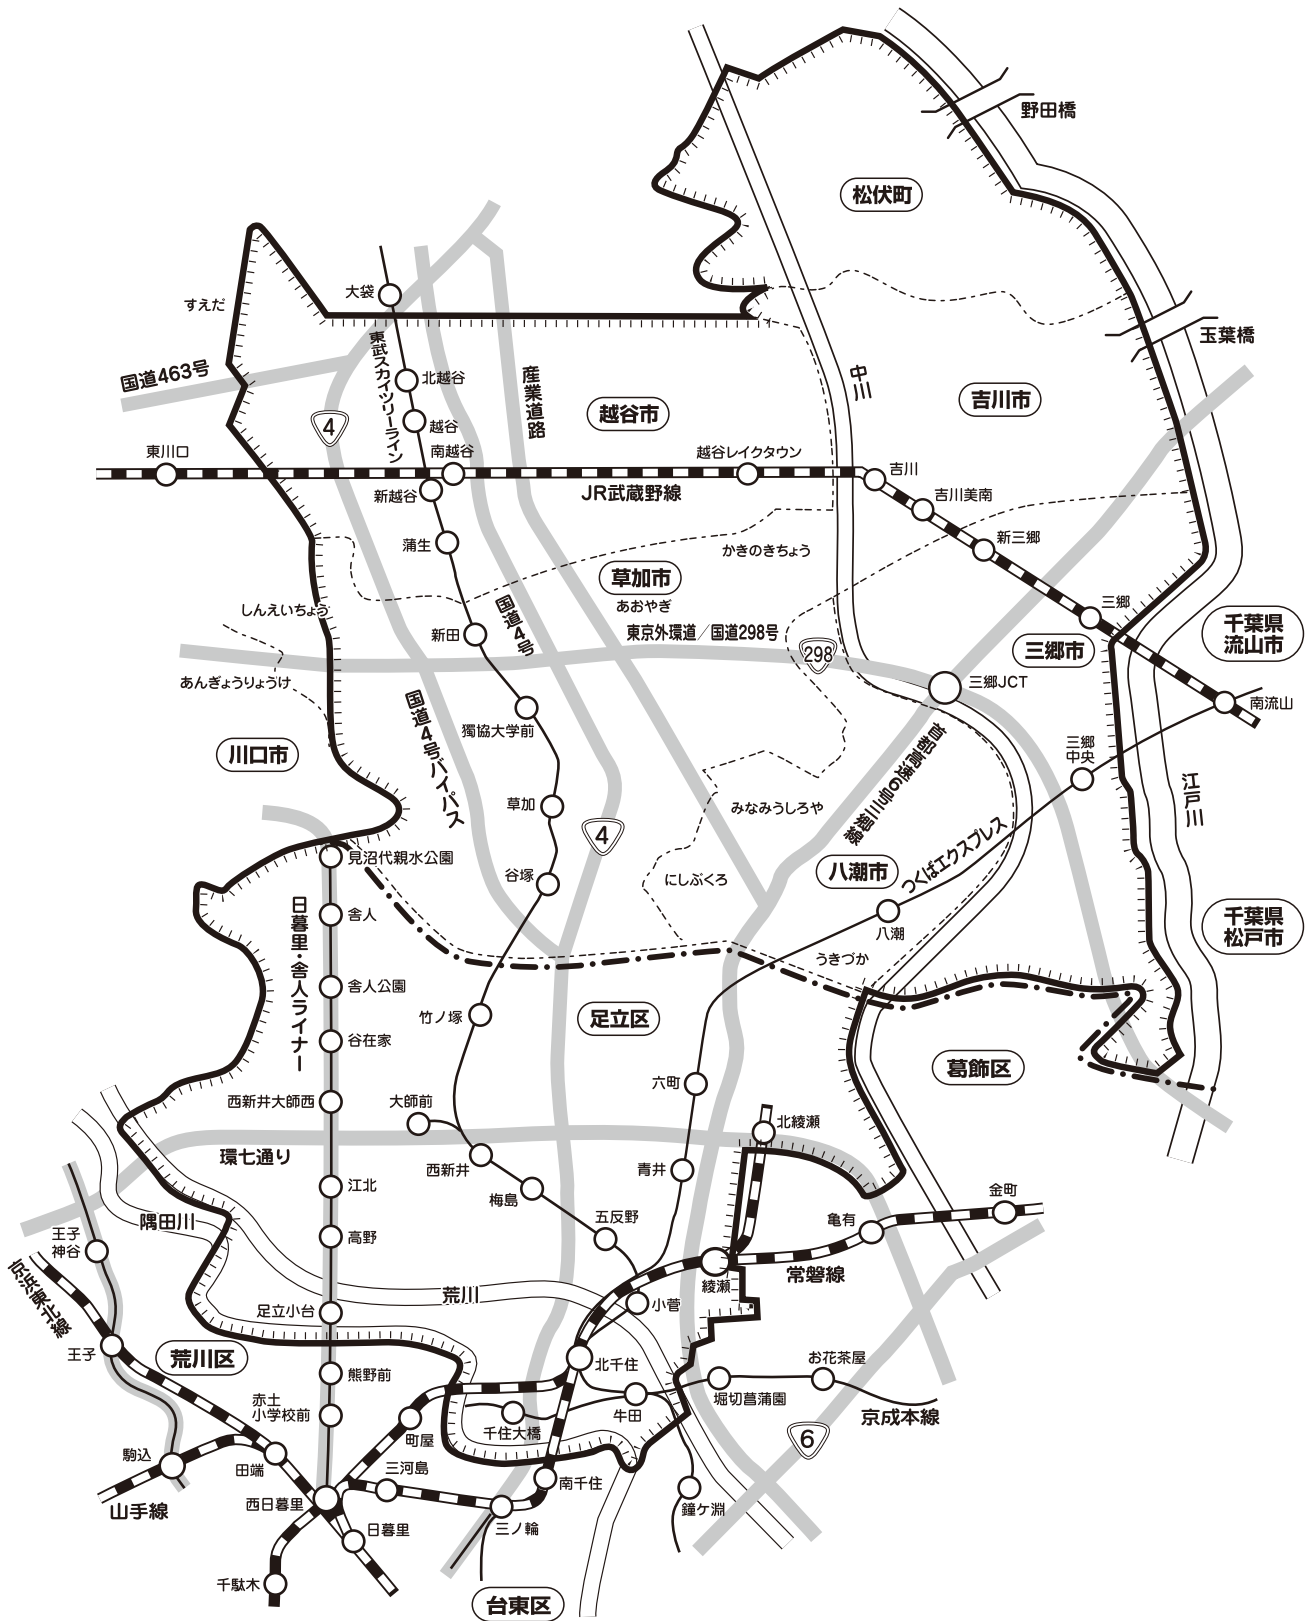 野田橋
松伏町
すえだ
大袋
東武スカイツリーライン
国道463号
北越谷
産業道路
中川
玉葉橋
吉川市
4
越谷
越谷市
東川口
南越谷
越谷レイクタウン
吉川
JR武蔵野線
新越谷
吉川美南
蒲生
かきのきちょう
新三郷
草加市
あおやぎ
しんえいちょう
国道4号
新田
東京外環道／国道298号
298
三郷
千葉県
流山市
三郷市
あんぎょうりょうけ
三郷JCT
南流山
国道4号バイパス
獨協大学前
川口市
首都高速6号三郷線
三郷
中央
江戸川
草加
みなみうしろや
4
見沼代親水公園
谷塚
にしぶくろ
八潮市
つくばエクスプレス
日暮里・舎人ライナー
舎人
八潮
千葉県
松戸市
うきづか
舎人公園
竹ノ塚
足立区
谷在家
葛飾区
六町
西新井大師西
大師前
北綾瀬
環七通り
西新井
青井
江北
梅島
金町
隅田川
王子
神谷
高野
五反野
亀有
京浜東北線
綾瀬
常磐線
荒川
足立小台
小菅
王子
荒川区
熊野前
北千住
お花茶屋
堀切菖蒲園
赤土
小学校前
牛田
京成本線
町屋
千住大橋
6
駒込
田端
三河島
南千住
山手線
西日暮里
鐘ケ淵
日暮里
三ノ輪
千駄木
台東区